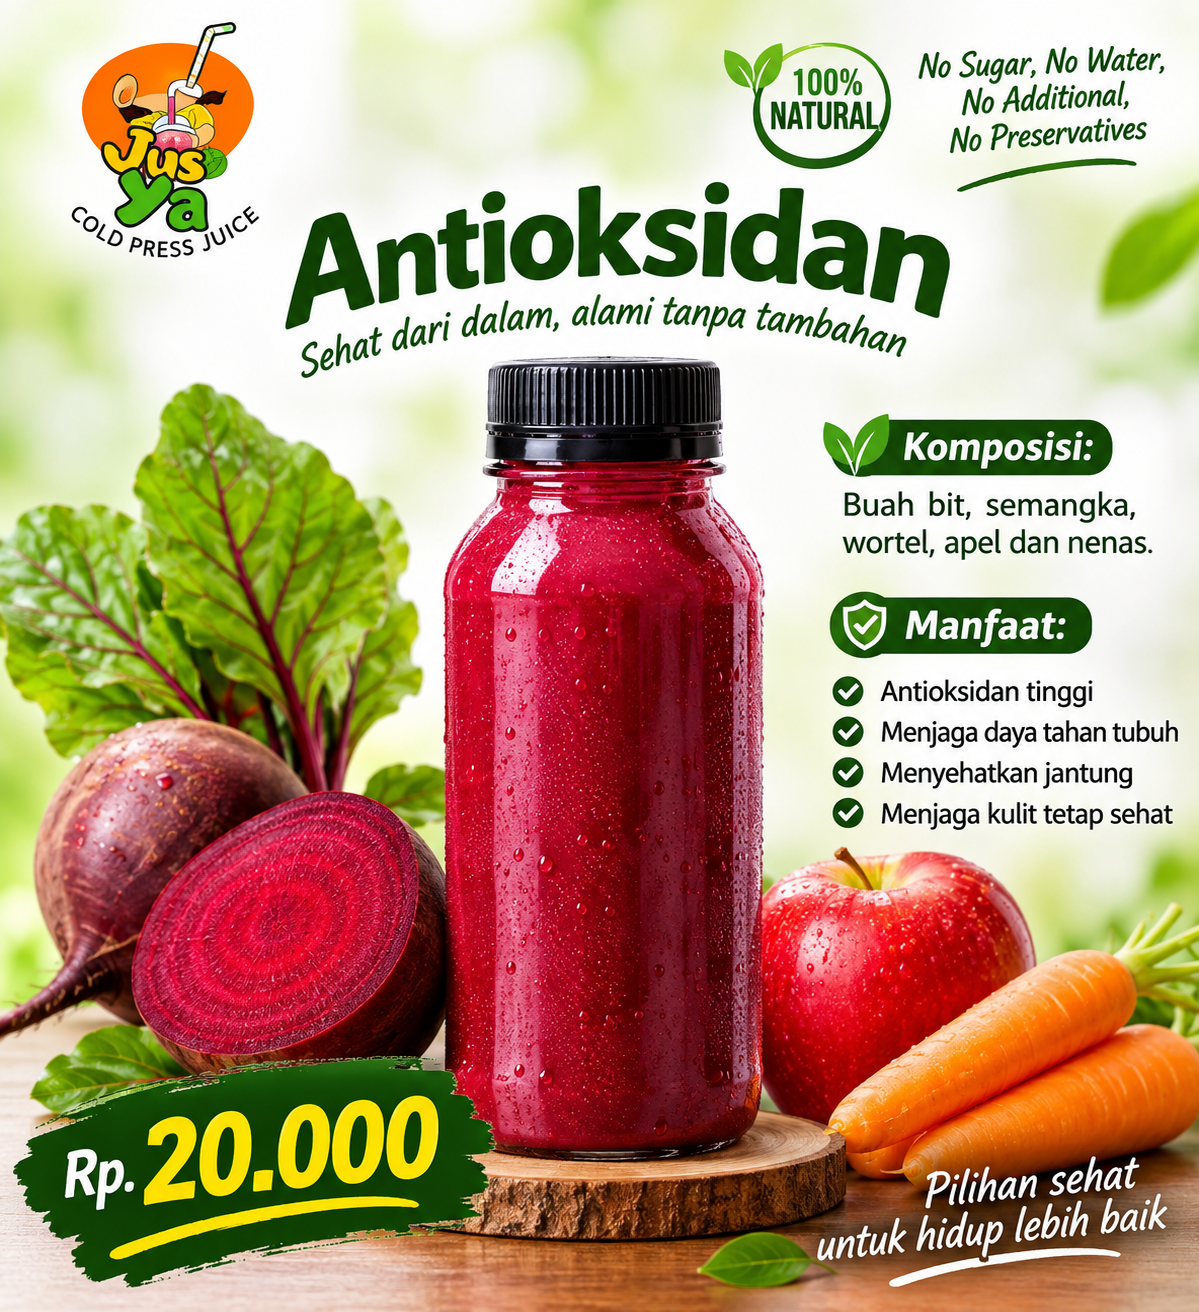 Jus
Ya
COLD PRESS JUICE
100%
NATURAL
No Sugar, No Water,
No Additional,
No Preservatives
Antioksidan
Sehat dari dalam, alami tanpa tambahan
Komposisi:
Buah bit, semangka,
wortel, apel dan nenas.
Manfaat:
Antioksidan tinggi
Menjaga daya tahan tubuh
Menyehatkan jantung
Menjaga kulit tetap sehat
Rp. 20.000
Pilihan sehat
untuk hidup lebih baik